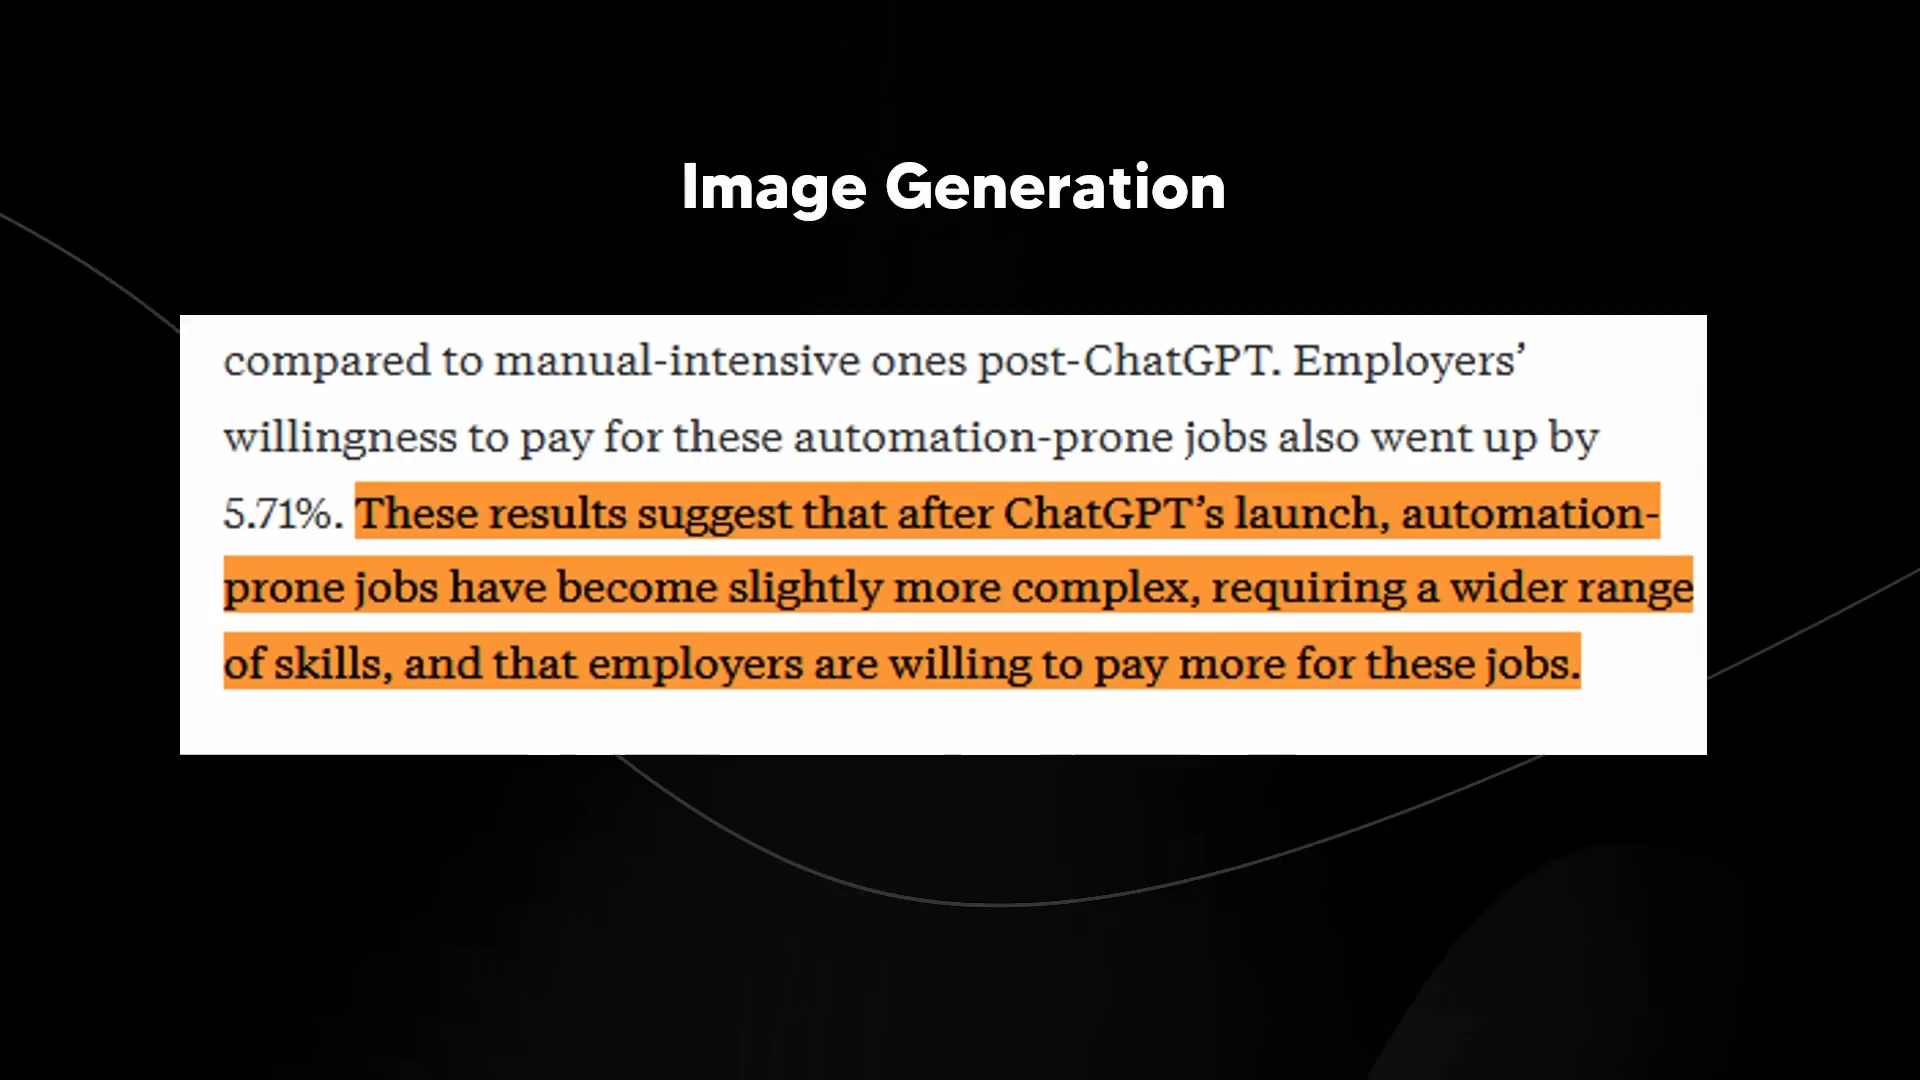 Image Generation
compared to manual-intensive ones post-ChatGPT. Employers’
willingness to pay for these automation-prone jobs also went up by
5.71%. These results suggest that after ChatGPT’s launch, automation-
prone jobs have become slightly more complex, requiring a wider range
of skills, and that employers are willing to pay more for these jobs.